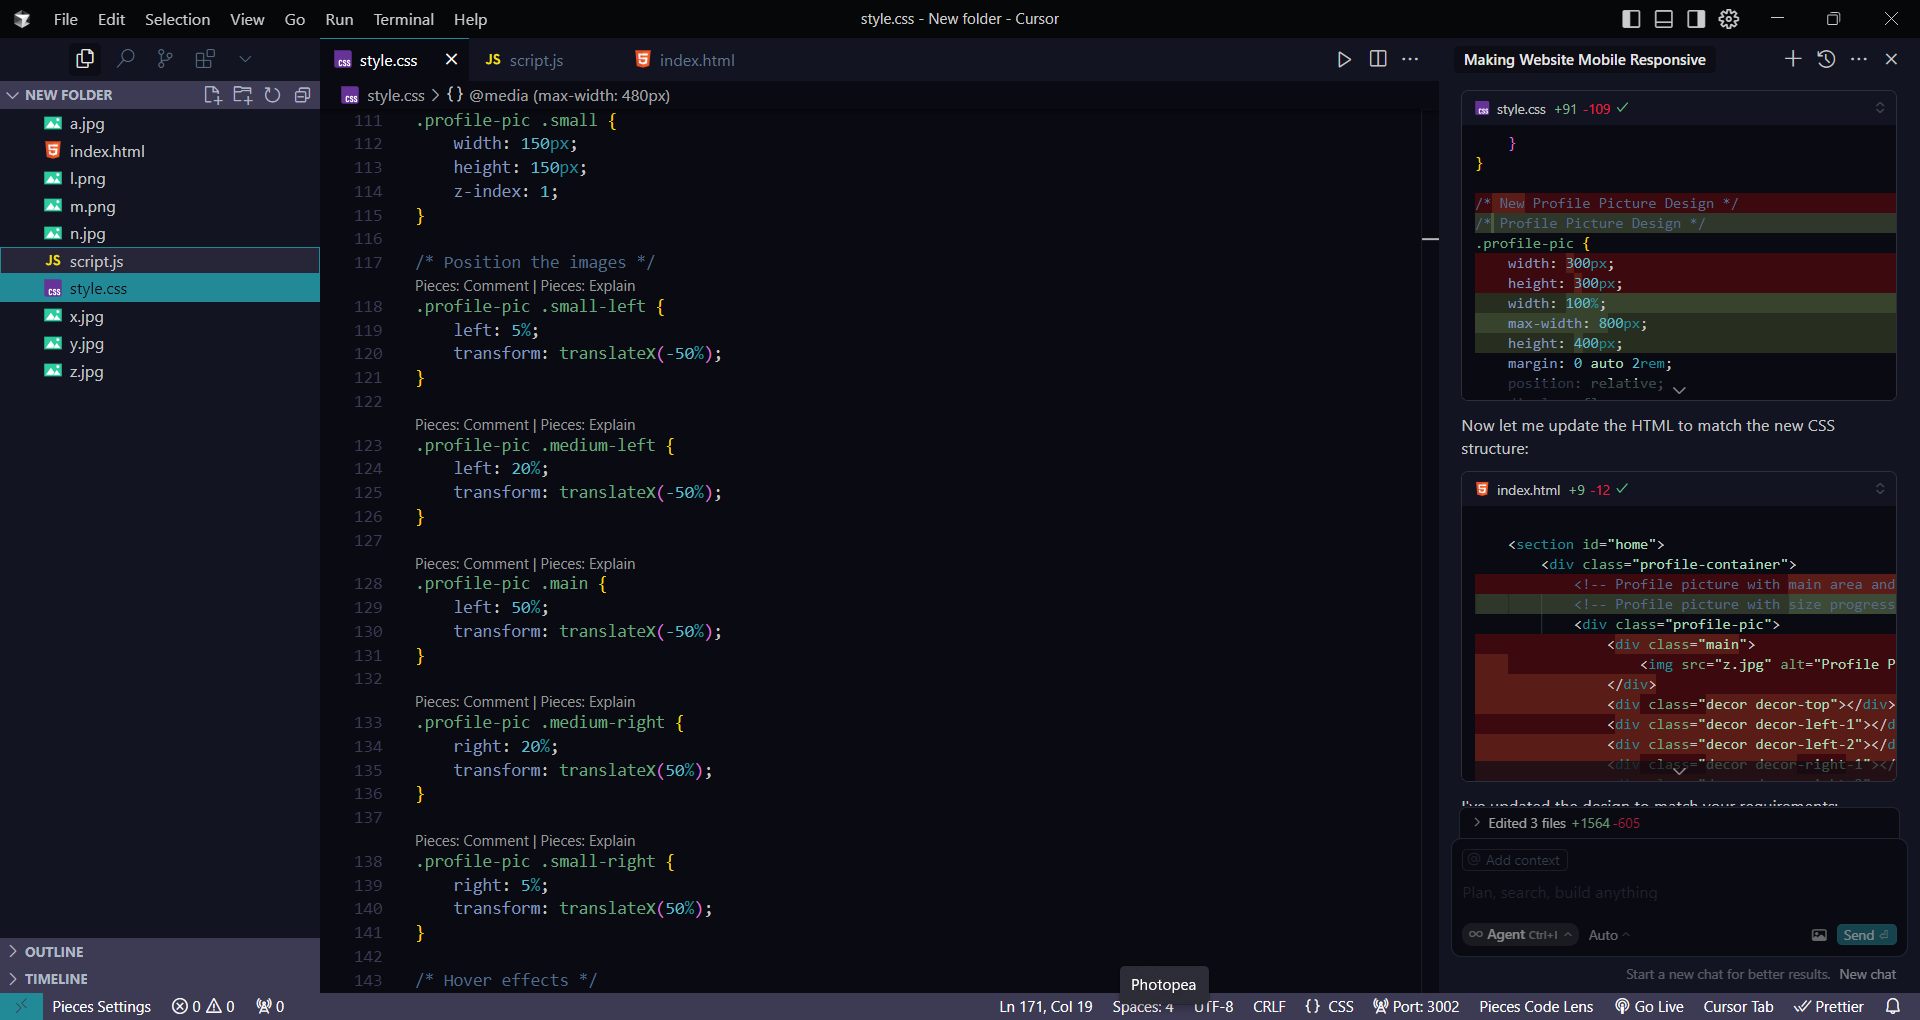 File Edit Selection View Go Run Terminal Help
style.css - New folder - Cursor
NEW FOLDER
a.jpg
index.html
l.png
m.png
n.jpg
JS script.js
css style.css
x.jpg
y.jpg
z.jpg
OUTLINE
TIMELINE
css style.css
JS script.js
index.html
css style.css > {} @media (max-width: 480px)
111 .profile-pic .small {
112 width: 150px;
113 height: 150px;
114 z-index: 1;
115 }
116
117 /* Position the images */
Pieces: Comment | Pieces: Explain
118 .profile-pic .small-left {
119 left: 5%;
120 transform: translateX(-50%);
121 }
122
Pieces: Comment | Pieces: Explain
123 .profile-pic .medium-left {
124 left: 20%;
125 transform: translateX(-50%);
126 }
127
Pieces: Comment | Pieces: Explain
128 .profile-pic .main {
129 left: 50%;
130 transform: translateX(-50%);
131 }
132
Pieces: Comment | Pieces: Explain
133 .profile-pic .medium-right {
134 right: 20%;
135 transform: translateX(50%);
136 }
137
Pieces: Comment | Pieces: Explain
138 .profile-pic .small-right {
139 right: 5%;
140 transform: translateX(50%);
141 }
142
143 /* Hover effects */
Making Website Mobile Responsive
css style.css +91 -109
}
}
/* New Profile Picture Design */
/* Profile Picture Design */
.profile-pic {
width: 300px;
height: 300px;
width: 100%;
max-width: 800px;
height: 400px;
margin: 0 auto 2rem;
position: relative;
Now let me update the HTML to match the new CSS
structure:
index.html +9 -12
<section id="home">
<div class="profile-container">
<!-- Profile picture with main area and
<!-- Profile picture with size progress
<div class="profile-pic">
<div class="main">
<img src="z.jpg" alt="Profile P
</div>
<div class="decor decor-top"></div>
<div class="decor decor-left-1"></d
<div class="decor decor-left-2"></d
<div class="decor decor-right-1"></
I've updated the design to match your requirements:
Edited 3 files +1564 -605
@ Add context
Plan, search, build anything
Agent Ctrl+I Auto Send
Start a new chat for better results. New chat
Photopea
Pieces Settings 0 0 0
Ln 171, Col 19 Spaces: 4 UTF-8 CRLF {} CSS Port: 3002 Pieces Code Lens Go Live Cursor Tab Prettier